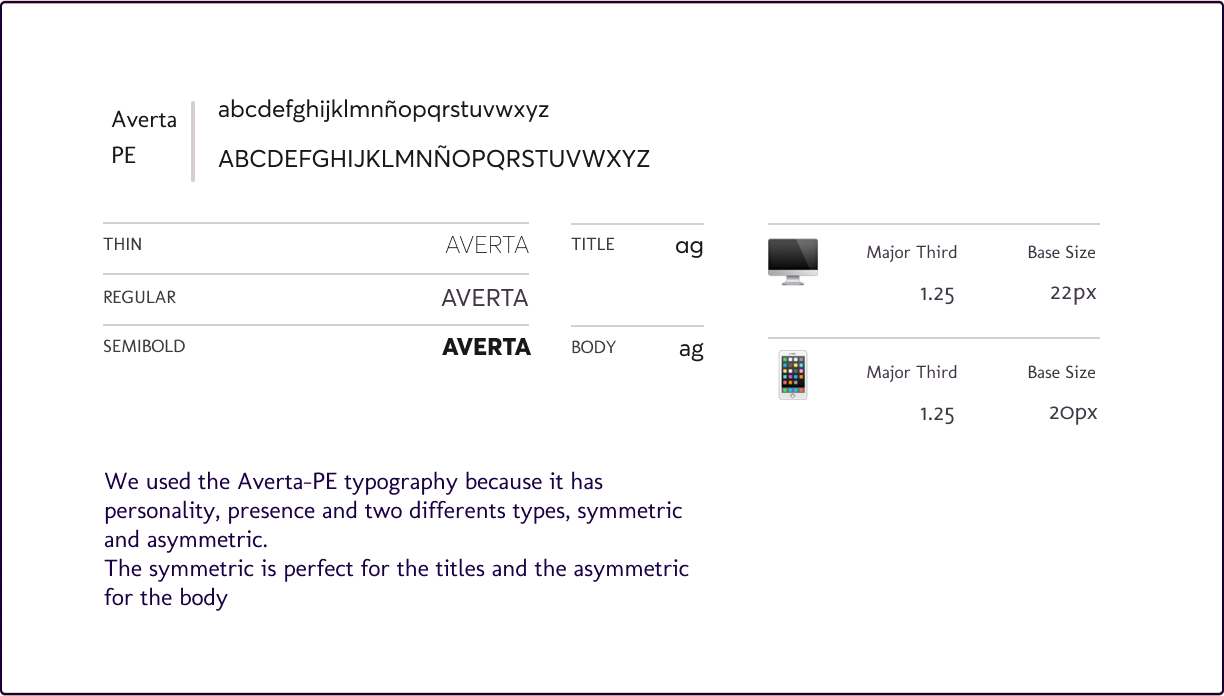 Averta
PE
abcdefghijklmnñopqrstuvwxyz
ABCDEFGHIJKLMNÑOPQRSTUVWXYZ
THIN AVERTA
REGULAR AVERTA
SEMIBOLD AVERTA
TITLE ag
BODY ag
Major Third Base Size
1.25 22px
Major Third Base Size
1.25 20px
We used the Averta-PE typography because it has
personality, presence and two differents types, symmetric
and asymmetric.
The symmetric is perfect for the titles and the asymmetric
for the body